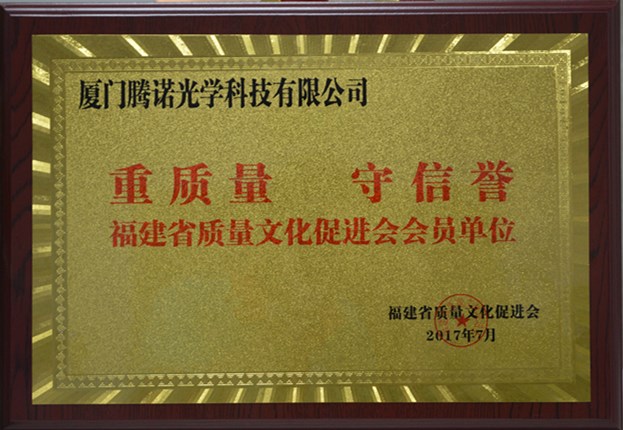 厦门腾诺光学科技有限公司
重质量 守信誉
福建省质量文化促进会会员单位
福建省质量文化促进会
2017年7月